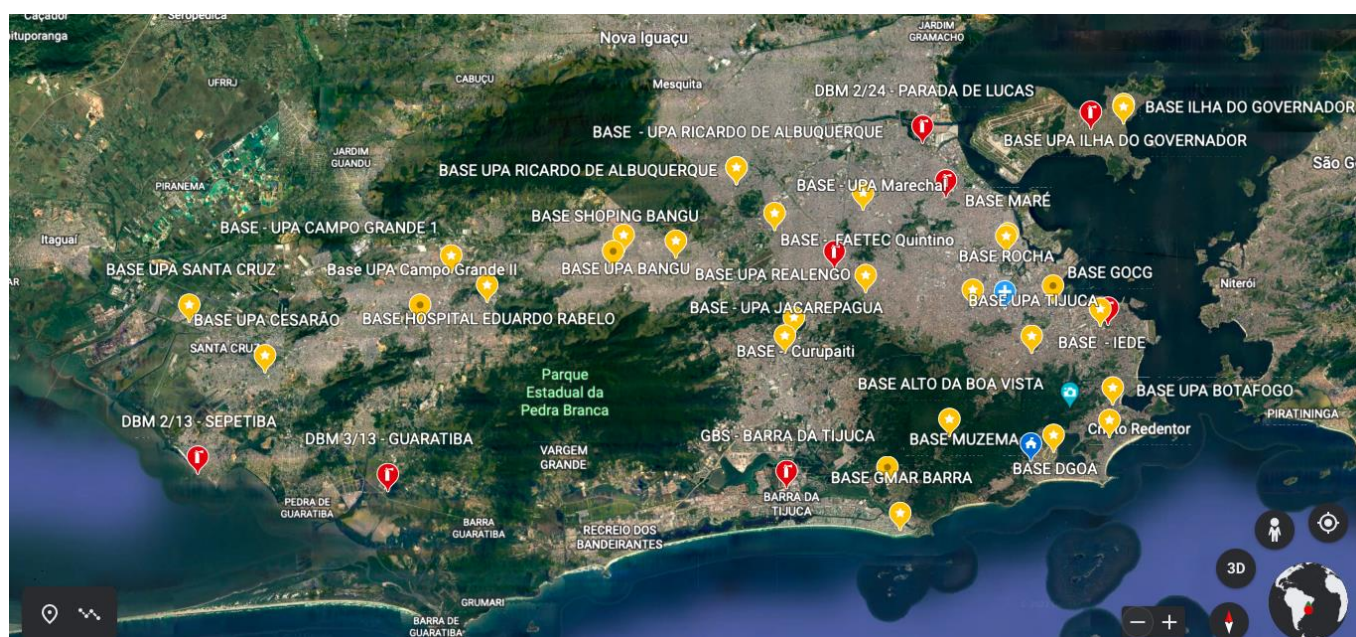 Caçador
Seropédica
ituporanga
Nova Iguaçu
JARDIM
GRAMACHO
UFRRJ
CABUÇU
Mesquita
DBM 2/24 - PARADA DE LUCAS
BASE ILHA DO GOVERNADOR
BASE - UPA RICARDO DE ALBUQUERQUE
BASE UPA ILHA DO GOVERNADOR
JARDIM
GUANDU
São G
BASE UPA RICARDO DE ALBUQUERQUE
PIRANEMA
BASE - UPA Marechal
BASE MARÉ
BASE SHOPING BANGU
BASE - UPA CAMPO GRANDE 1
Itaguaí
BASE - FAETEC Quintino
BASE ROCHA
BASE UPA SANTA CRUZ
Base UPA Campo Grande II
BASE UPA BANGU
BASE UPA REALENGO
BASE GOCG
AR
Niterói
BASE UPA TIJUCA
BASE - UPA JACAREPAGUA
BASE UPA CESARÃO
BASE HOSPITAL EDUARDO RABELO
SANTA CRUZ
BASE - Curupaiti
BASE - IEDE
Parque
Estadual da
Pedra Branca
BASE ALTO DA BOA VISTA
BASE UPA BOTAFOGO
PIRATININGA
DBM 2/13 - SEPETIBA
DBM 3/13 - GUARATIBA
GBS - BARRA DA TIJUCA
BASE MUZEMA
Cristo Redentor
VARGEM
GRANDE
BASE DGOA
BASE GMAR BARRA
PEDRA DE
GUARATIBA
BARRA DA
TIJUCA
BARRA
GUARATIBA
RECREIO DOS
BANDEIRANTES
3D
GRUMARI
BARRA DE
GUARATIBA